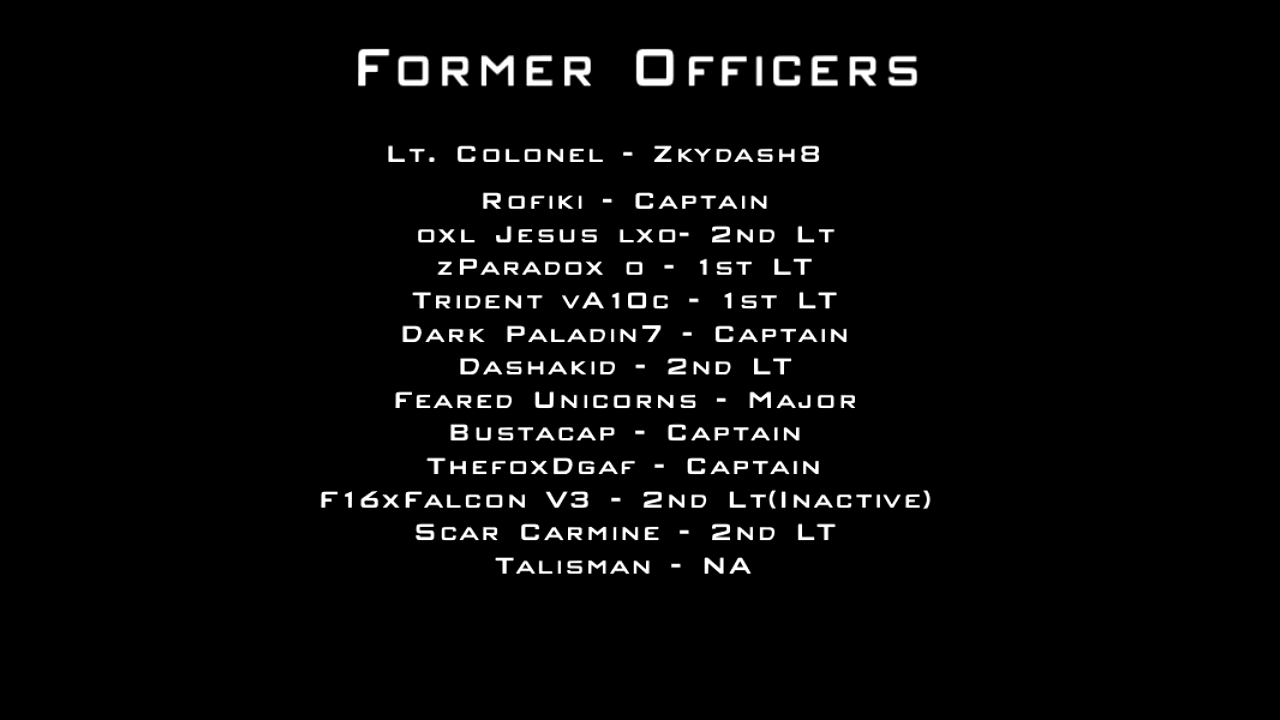 Former Officers
Lt. Colonel - Zkydash8
Rofiki - Captain
oxl Jesus lxo- 2nd Lt
zParadox o - 1st LT
Trident vA10c - 1st LT
Dark Paladin7 - Captain
Dashakid - 2nd LT
Feared Unicorns - Major
Bustacap - Captain
ThefoxDgaf - Captain
F16xFalcon V3 - 2nd Lt(Inactive)
Scar Carmine - 2nd LT
Talisman - NA